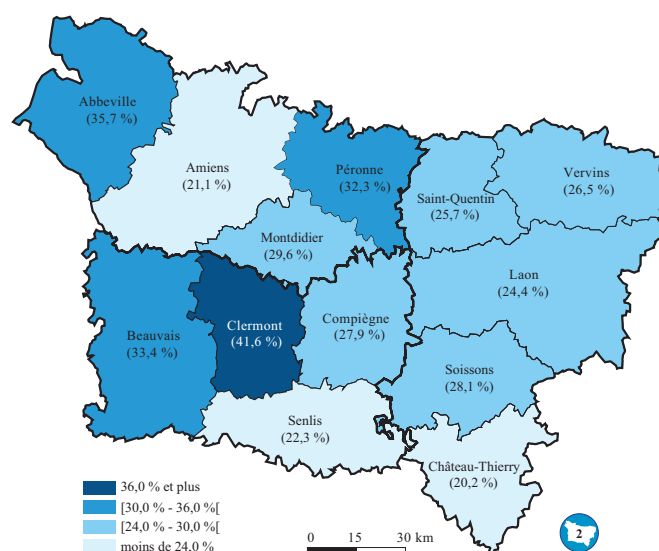 Abbeville
(35,7 %)
Amiens
(21,1 %)
Péronne
(32,3 %)
Saint-Quentin
(25,7 %)
Vervins
(26,5 %)
Montdidier
(29,6 %)
Laon
(24,4 %)
Beauvais
(33,4 %)
Clermont
(41,6 %)
Compiègne
(27,9 %)
Soissons
(28,1 %)
Senlis
(22,3 %)
Château-Thierry
(20,2 %)
36,0 % et plus
[30,0 % - 36,0 %[
[24,0 % - 30,0 %[
moins de 24,0 %
0 15 30 km
2